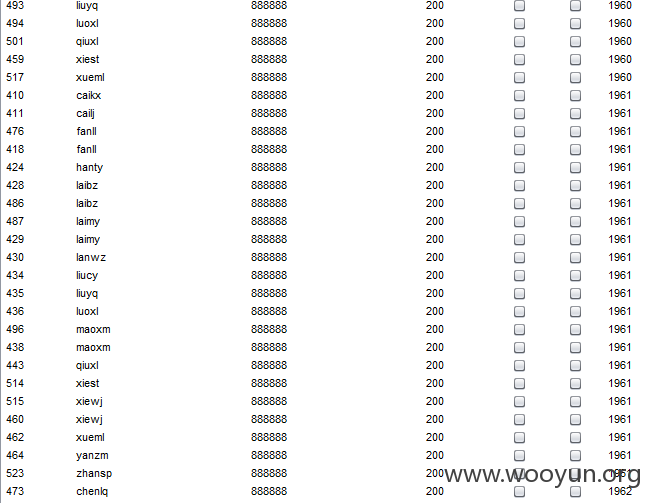 493 liuyq 888888 200 1960
494 luoxl 888888 200 1960
501 qiuxl 888888 200 1960
459 xiest 888888 200 1960
517 xueml 888888 200 1960
410 caikx 888888 200 1961
411 cailj 888888 200 1961
476 fanll 888888 200 1961
418 fanll 888888 200 1961
424 hanty 888888 200 1961
428 laibz 888888 200 1961
486 laibz 888888 200 1961
487 laimy 888888 200 1961
429 laimy 888888 200 1961
430 lanwz 888888 200 1961
434 liucy 888888 200 1961
435 liuyq 888888 200 1961
436 luoxl 888888 200 1961
496 maoxm 888888 200 1961
438 maoxm 888888 200 1961
443 qiuxl 888888 200 1961
514 xiest 888888 200 1961
515 xiewj 888888 200 1961
460 xiewj 888888 200 1961
462 xueml 888888 200 1961
464 yanzm 888888 200 1961
523 zhansp 888888 200 1961
www.wooyun.org
473 chenlq 888888 200 1962